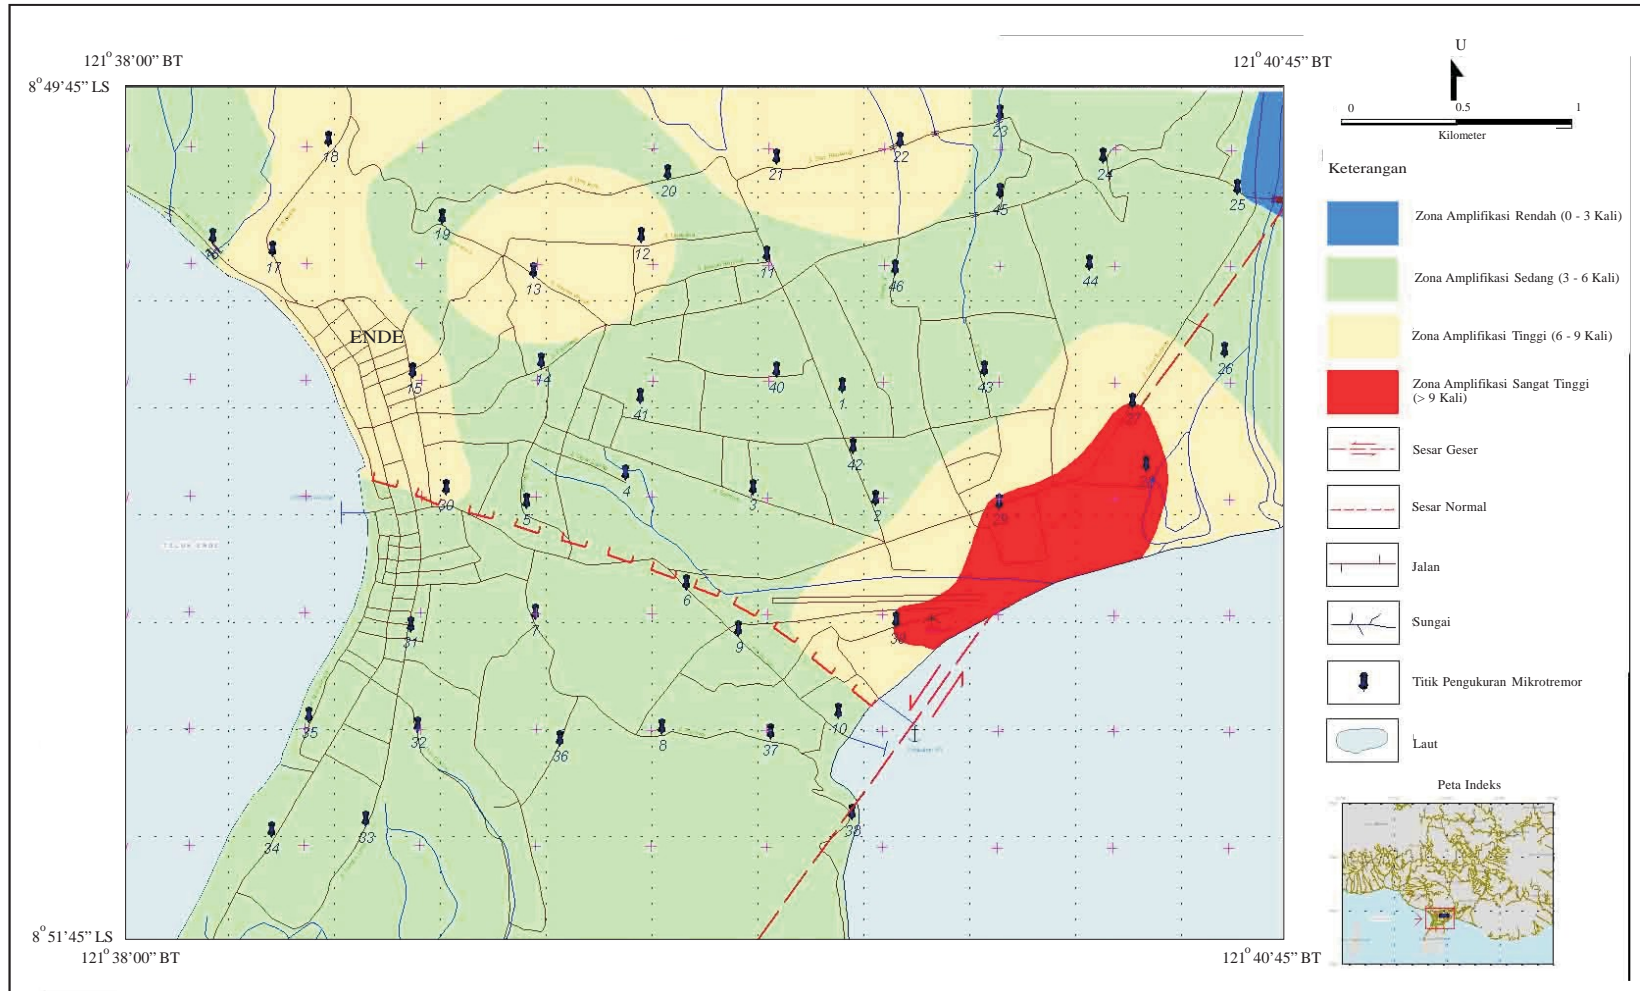 121° 38'00" BT
121° 40'45" BT
8° 49'45" LS
U
0 0.5 1
Kilometer
Keterangan
Zona Amplifikasi Rendah (0 - 3 Kali)
Zona Amplifikasi Sedang (3 - 6 Kali)
Zona Amplifikasi Tinggi (6 - 9 Kali)
Zona Amplifikasi Sangat Tinggi
(> 9 Kali)
Sesar Geser
Sesar Normal
Jalan
Sungai
Titik Pengukuran Mikrotremor
Laut
Peta Indeks
23
22
18
21
24
20
45
25
19
12
17
11
46
44
13
ENDE
26
14
15
40
43
1
41
27
42
4
3
30
5
2
29
TELUK ENDE
6
7
39
31
9
10
35
32
8
37
36
38
33
34
8° 51'45" LS
121° 38'00" BT
121° 40'45" BT